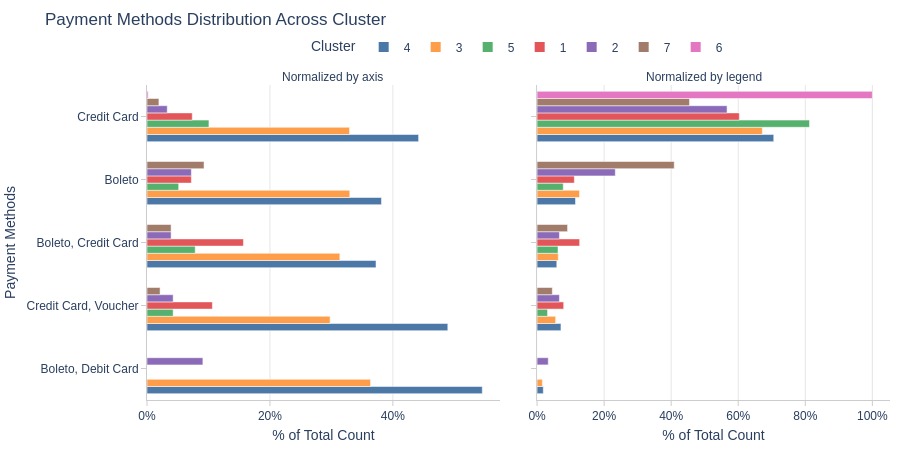 Payment Methods Distribution Across Cluster
Cluster 4 3 5 1 2 7 6
Normalized by axis Normalized by legend
Payment Methods
Credit Card
Boleto
Boleto, Credit Card
Credit Card, Voucher
Boleto, Debit Card
0% 20% 40% 0% 20% 40% 60% 80% 100%
% of Total Count % of Total Count